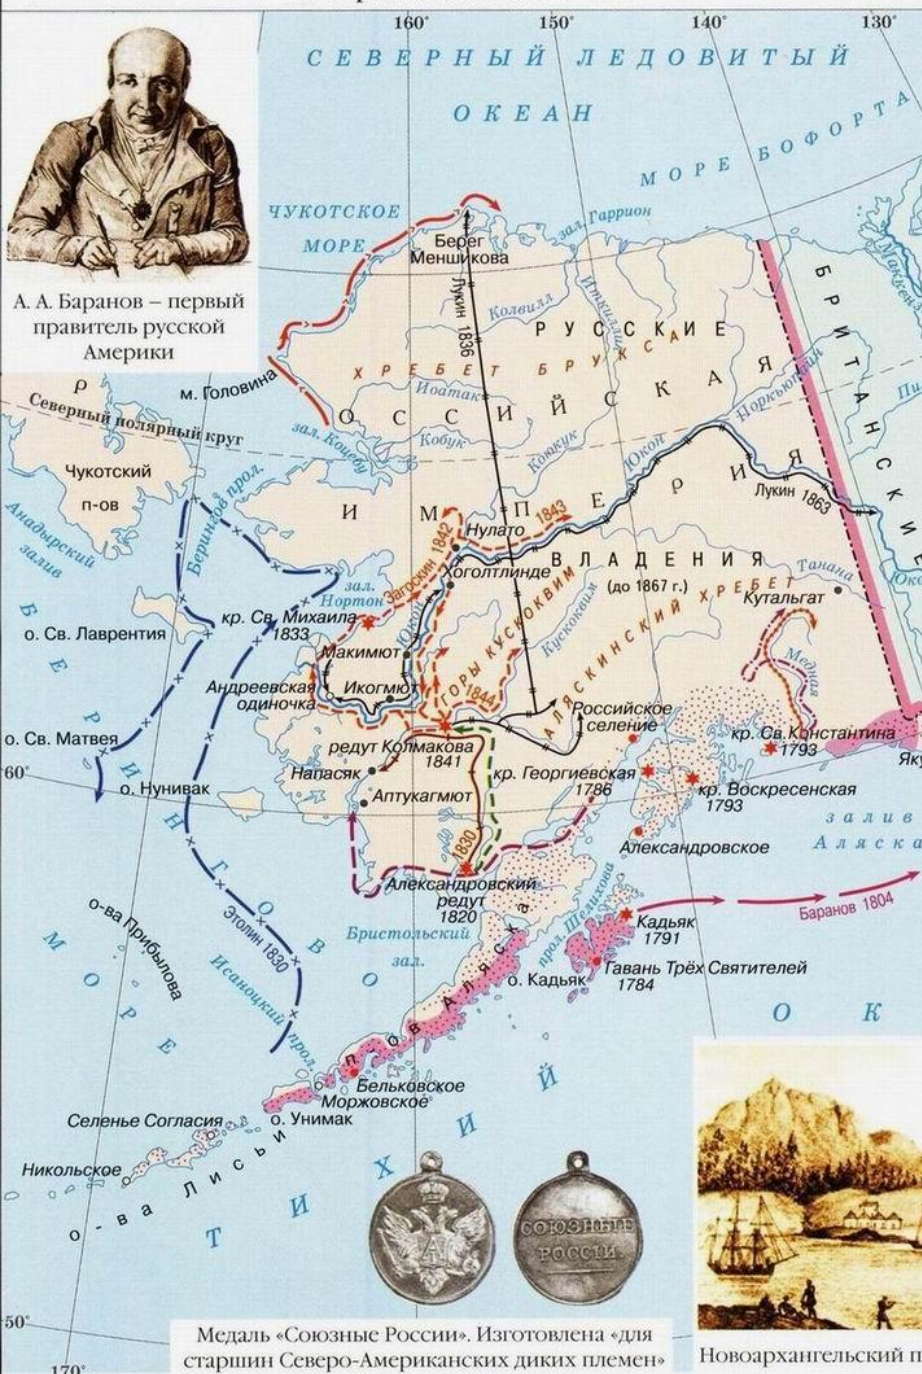 160°
150°
140°
130°
СЕВЕРНЫЙ ЛЕДОВИТЫЙ
ОКЕАН
МОРЕ БОФОРТА
ЧУКОТСКОЕ
МОРЕ
зал. Гаррион
Берег
Меншикова
Лукин 1836
Колвилл
Иткиллик
А. А. Баранов – первый
правитель русской
Америки
РУССКИЕ
ХРЕБЕТ БРУКСА
м. Головина
Иоатак
РОССИЙСКАЯ
Северный полярный круг
зал. Коцебу
Кобук
Коюкук
Юкон
Норкьюпайн
БРИТАНСКИЕ
Маккензи
Чукотский
п-ов
Анадырский
залив
Берингов прол.
ИМПЕРИЯ
Лукин 1863
Нулато
1843
Загоскин 1842
Хоголтлинде
ВЛАДЕНИЯ
(до 1867 г.)
Танана
зал.
Нортон
кр. Св. Михаила
1833
о. Св. Лаврентия
Юкон
ГОРЫ КУСКОКВИМ
Кускоквим
АЛЯСКИНСКИЙ ХРЕБЕТ
Кутальгат
Медная
Макимют
Андреевская
одиночка
Икогмют
1844
Российское
селение
кр. Св. Константина
1793
о. Св. Матвея
редут Колмакова
1841
Напасяк
кр. Георгиевская
1786
кр. Воскресенская
1793
60°
о. Нунивак
Аптукагмют
1830
залив
Аляска
Александровское
БЕРИНГОВО
МОРЕ
Александровский
редут
1820
прол. Шелихова
Кадьяк
1791
Баранов 1804
о-ва Прибылова
Этолин 1830
Бристольский
зал.
Исаноцкий прол.
п-ов Аляска
о. Кадьяк
Гавань Трёх Святителей
1784
ОК
Бельковское
Моржовское
о. Унимак
Селенье Согласия
Никольское
о-ва Лисьи
ТИХИЙ
СОЮЗНЫЕ
РОССIИ.
50°
170°
Медаль «Союзные России». Изготовлена «для
старшин Северо-Американских диких племен»
Новоархангельский п